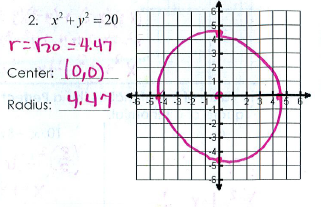 2. x² + y² = 20
r = √20 = 4.47
Center: (0,0)
Radius: 4.47
6
5
4
3
2
-6 -5 -4 -3 -2 -1 1 2 3 4 5 6
-1
-2
-3
-4
-5
-6